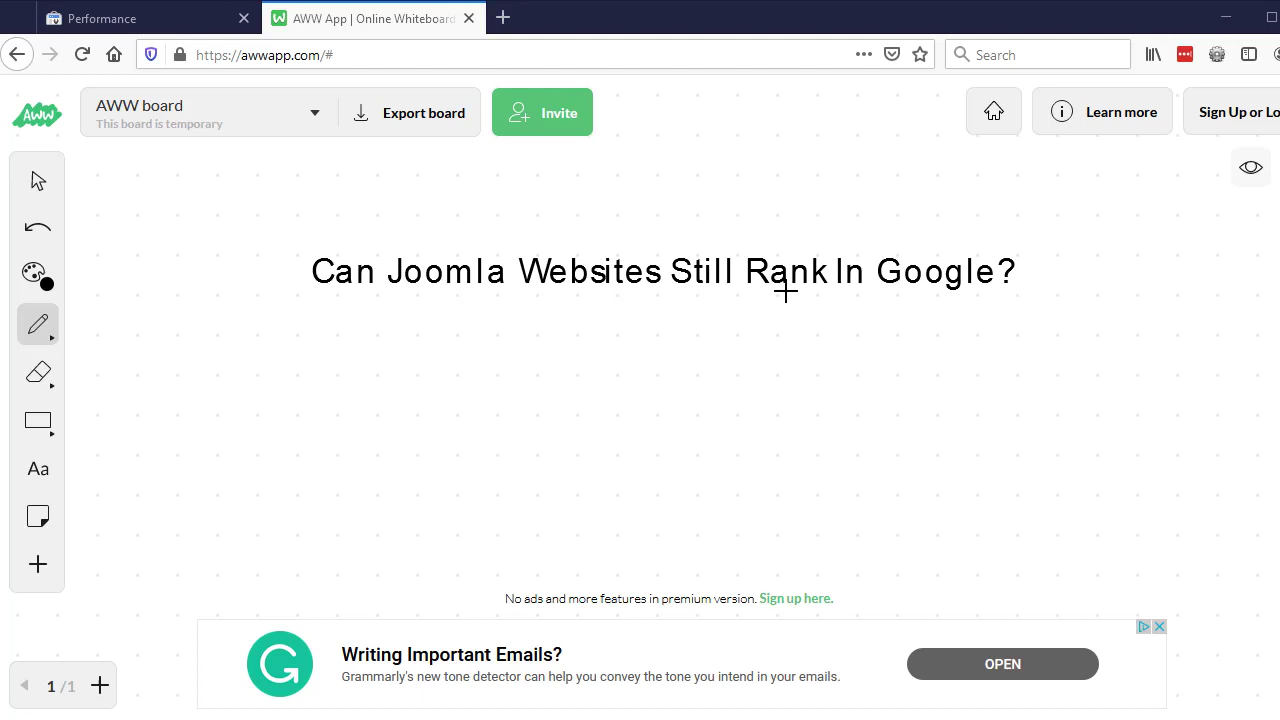 Performance
AWW App | Online Whiteboard
https://awwapp.com/#
Search
AWW
AWW board
This board is temporary
Export board
Invite
Learn more
Sign Up or Lo
Can Joomla Websites Still Rank In Google?
Aa
No ads and more features in premium version. Sign up here.
Writing Important Emails?
Grammarly's new tone detector can help you convey the tone you intend in your emails.
OPEN
1 /1